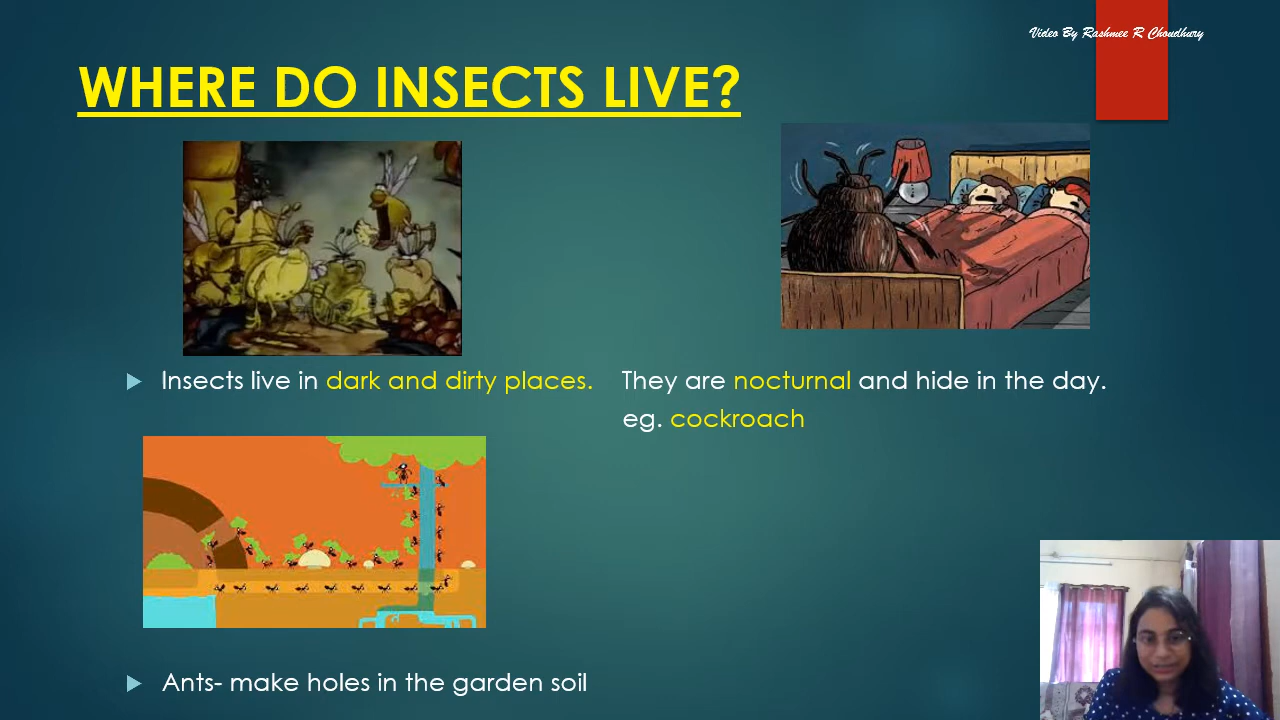 Video By Rashmee R Choudhury
WHERE DO INSECTS LIVE?
Insects live in dark and dirty places.
They are nocturnal and hide in the day.
eg. cockroach
Ants- make holes in the garden soil